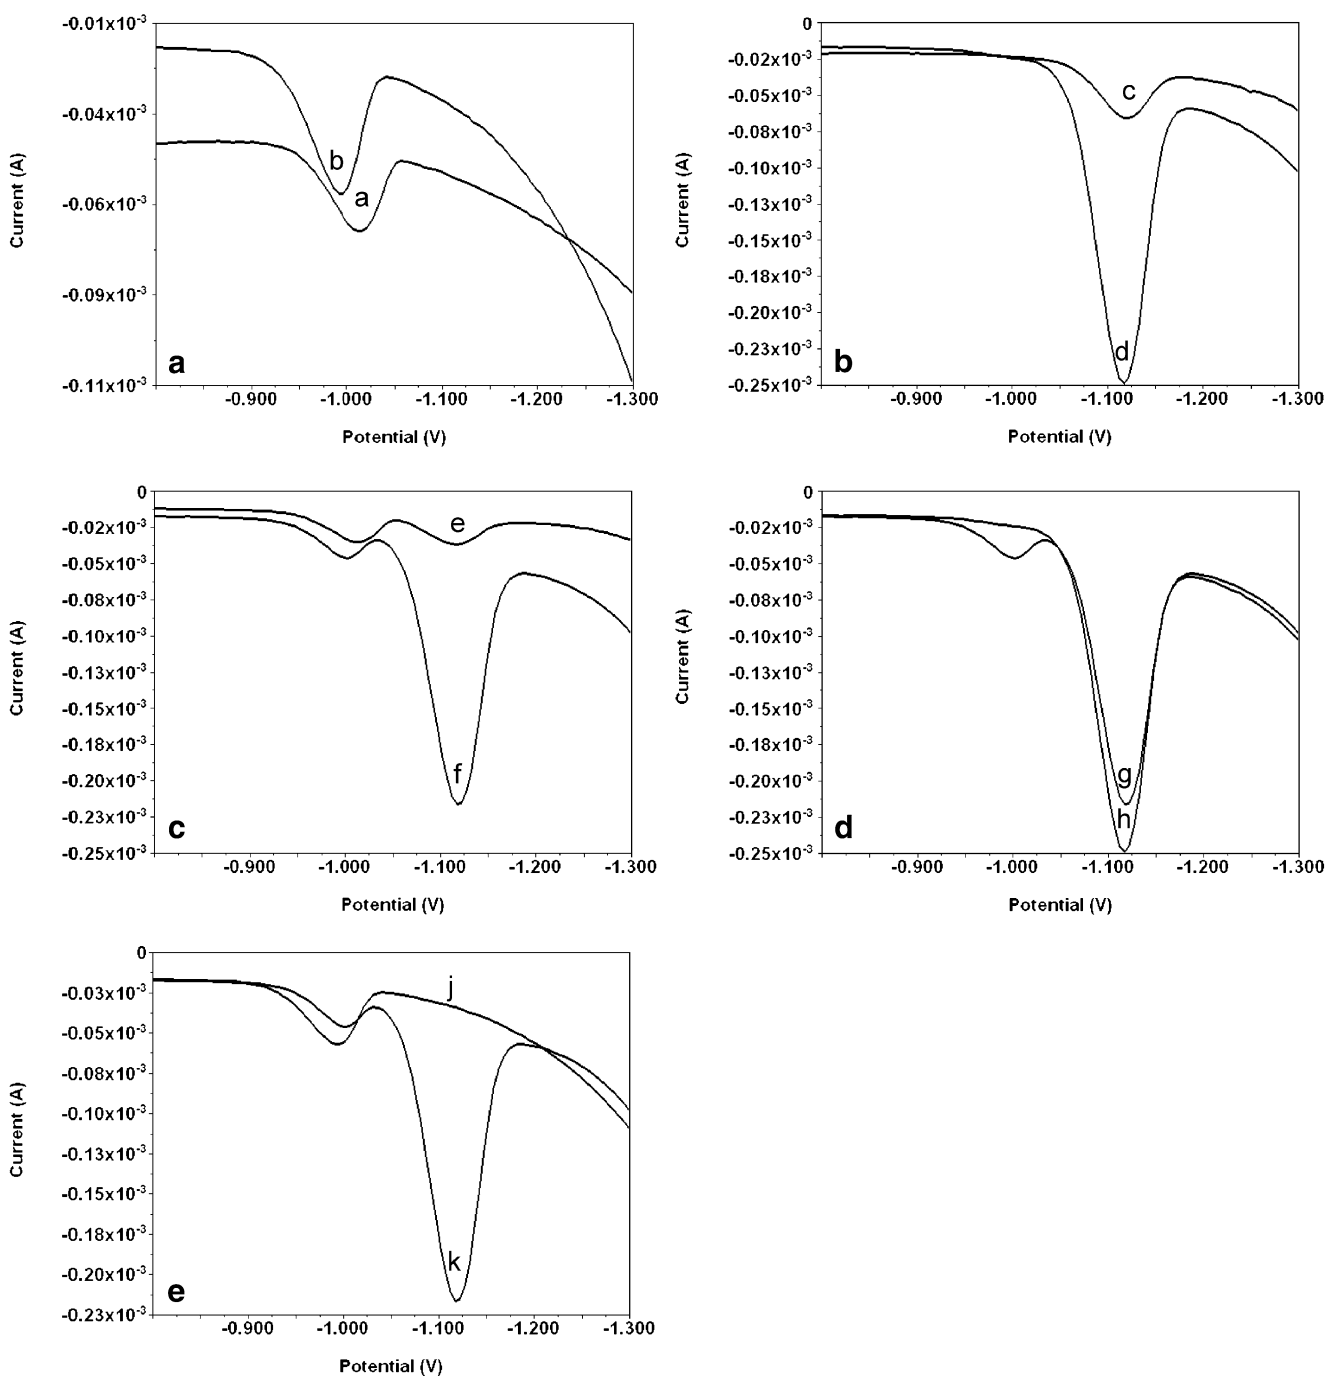 -0.01x10⁻³
-0.04x10⁻³
-0.06x10⁻³
-0.09x10⁻³
-0.11x10⁻³
Current (A)
b
a
a
-0.900 -1.000 -1.100 -1.200 -1.300
Potential (V)
0
-0.02x10⁻³
-0.05x10⁻³
-0.08x10⁻³
-0.10x10⁻³
-0.13x10⁻³
-0.15x10⁻³
-0.18x10⁻³
-0.20x10⁻³
-0.23x10⁻³
-0.25x10⁻³
Current (A)
c
d
b
-0.900 -1.000 -1.100 -1.200 -1.300
Potential (V)
0
-0.02x10⁻³
-0.05x10⁻³
-0.08x10⁻³
-0.10x10⁻³
-0.13x10⁻³
-0.15x10⁻³
-0.18x10⁻³
-0.20x10⁻³
-0.23x10⁻³
-0.25x10⁻³
Current (A)
e
f
c
-0.900 -1.000 -1.100 -1.200 -1.300
Potential (V)
0
-0.02x10⁻³
-0.05x10⁻³
-0.08x10⁻³
-0.10x10⁻³
-0.13x10⁻³
-0.15x10⁻³
-0.18x10⁻³
-0.20x10⁻³
-0.23x10⁻³
-0.25x10⁻³
Current (A)
g
h
d
-0.900 -1.000 -1.100 -1.200 -1.300
Potential (V)
0
-0.03x10⁻³
-0.05x10⁻³
-0.08x10⁻³
-0.10x10⁻³
-0.13x10⁻³
-0.15x10⁻³
-0.18x10⁻³
-0.20x10⁻³
-0.23x10⁻³
Current (A)
j
k
e
-0.900 -1.000 -1.100 -1.200 -1.300
Potential (V)